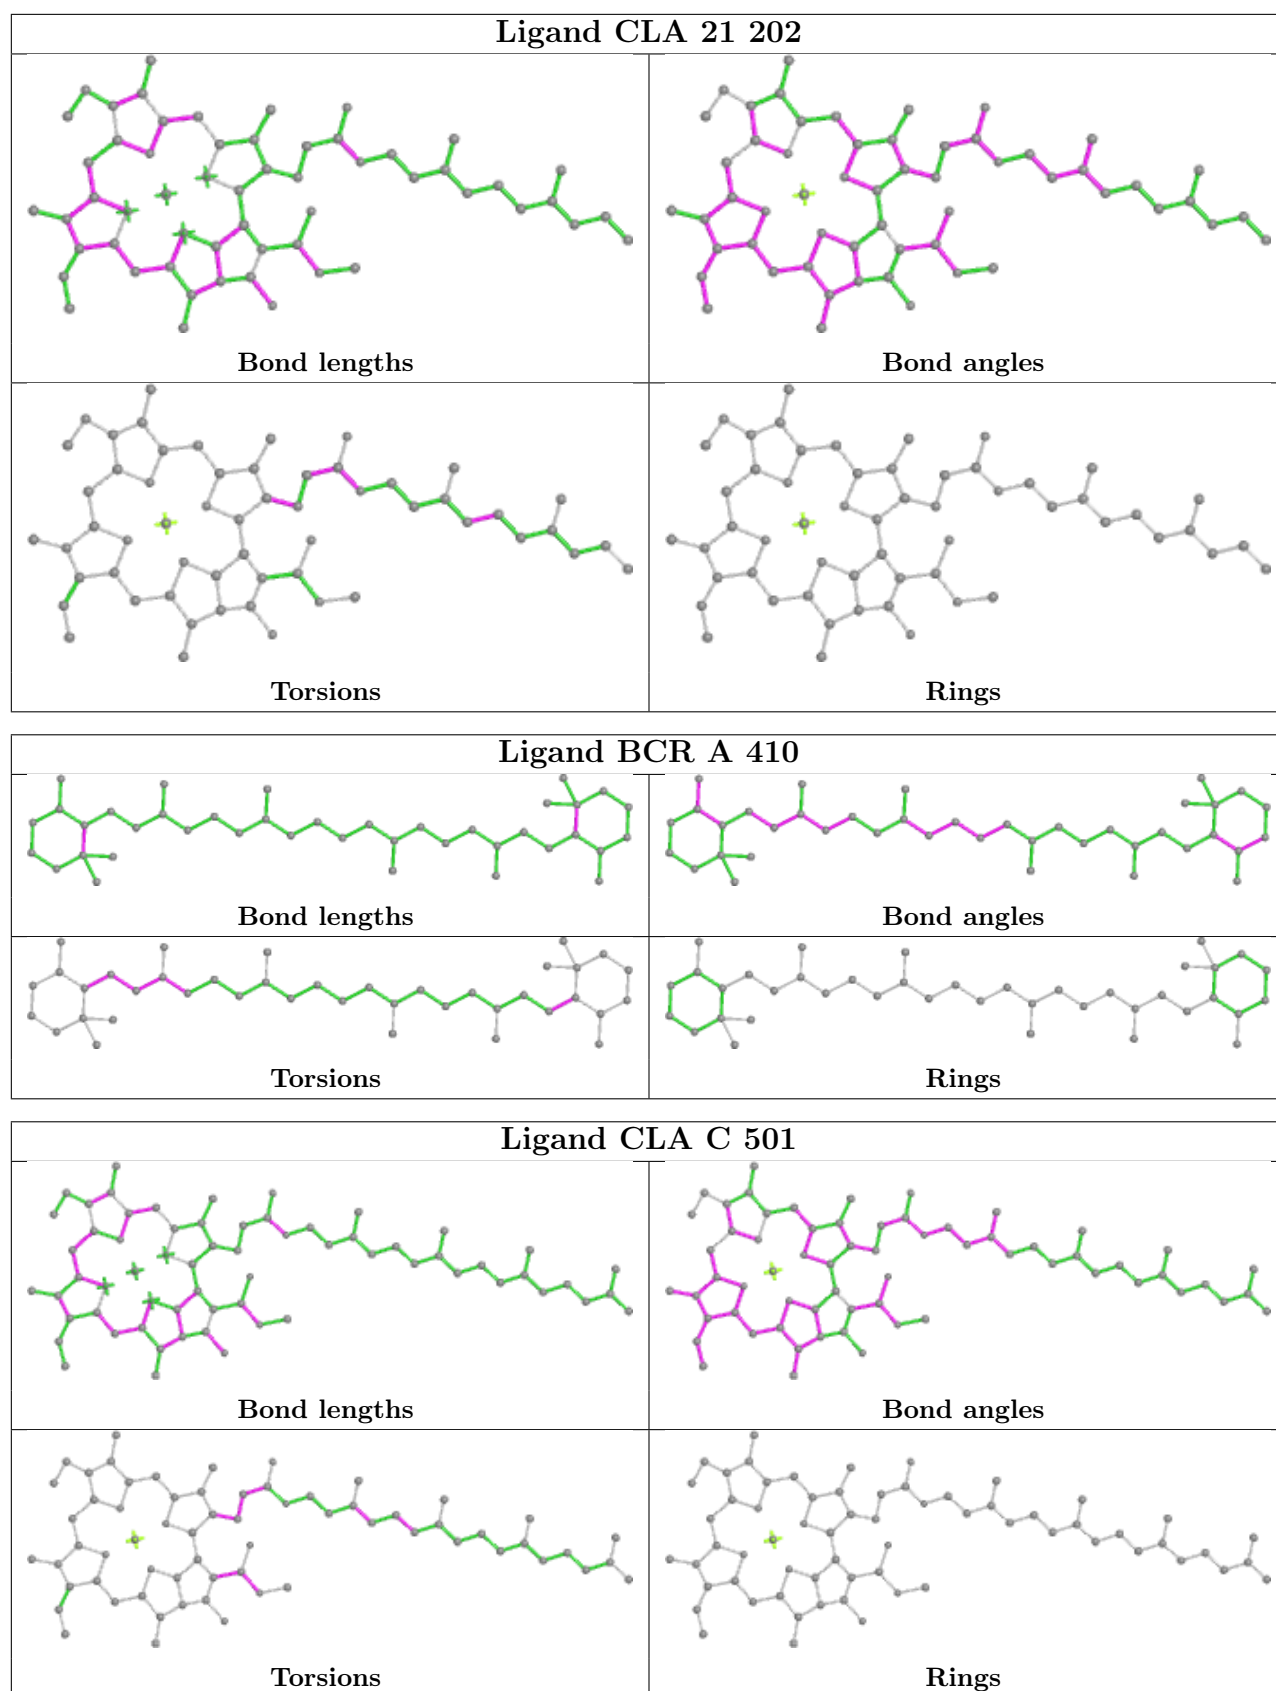 Ligand CLA 21 202
Bond lengths
Bond angles
Torsions
Rings
Ligand BCR A 410
Bond lengths
Bond angles
Torsions
Rings
Ligand CLA C 501
Bond lengths
Bond angles
Torsions
Rings